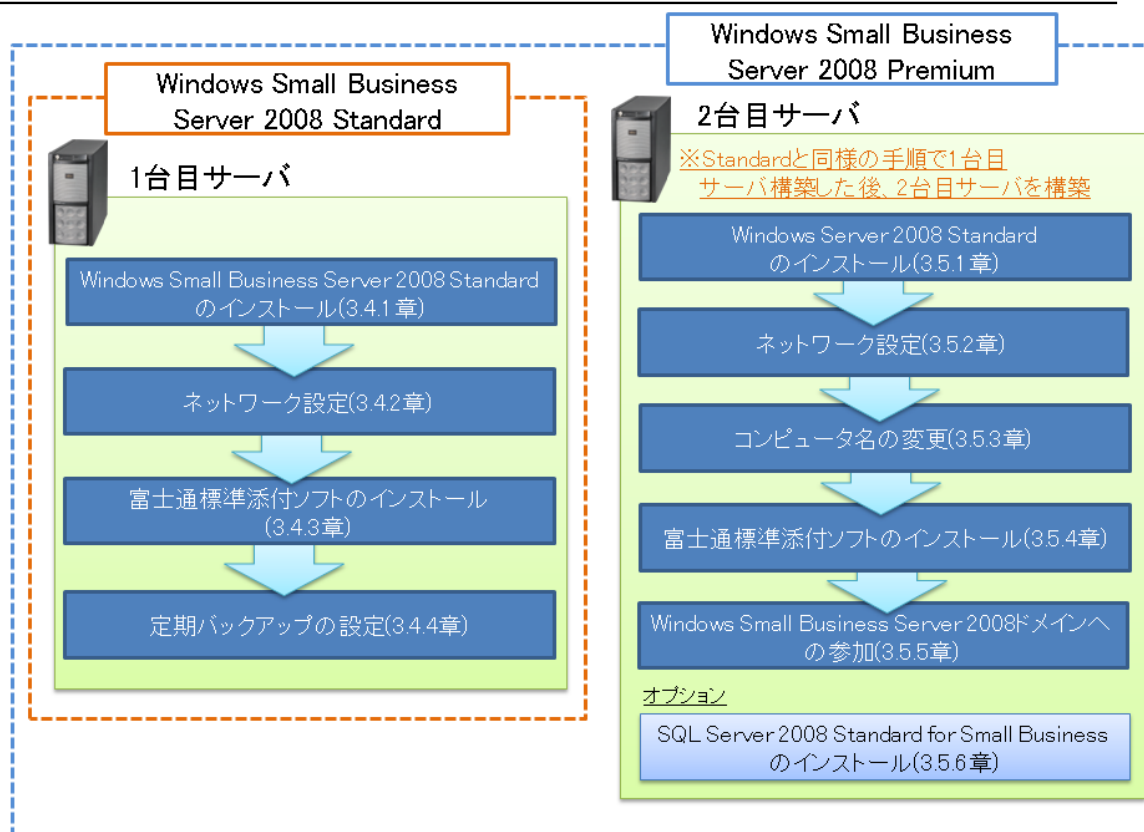 Windows Small Business
Server 2008 Premium
Windows Small Business
Server 2008 Standard
1台目サーバ
Windows Small Business Server 2008 Standard
のインストール(3.4.1章)
ネットワーク設定(3.4.2章)
富士通標準添付ソフトのインストール
(3.4.3章)
定期バックアップの設定(3.4.4章)
2台目サーバ
※Standardと同様の手順で1台目
サーバ構築した後、2台目サーバを構築
Windows Server 2008 Standard
のインストール(3.5.1章)
ネットワーク設定(3.5.2章)
コンピュータ名の変更(3.5.3章)
富士通標準添付ソフトのインストール(3.5.4章)
Windows Small Business Server 2008ドメインへ
の参加(3.5.5章)
オプション
SQL Server 2008 Standard for Small Business
のインストール(3.5.6章)